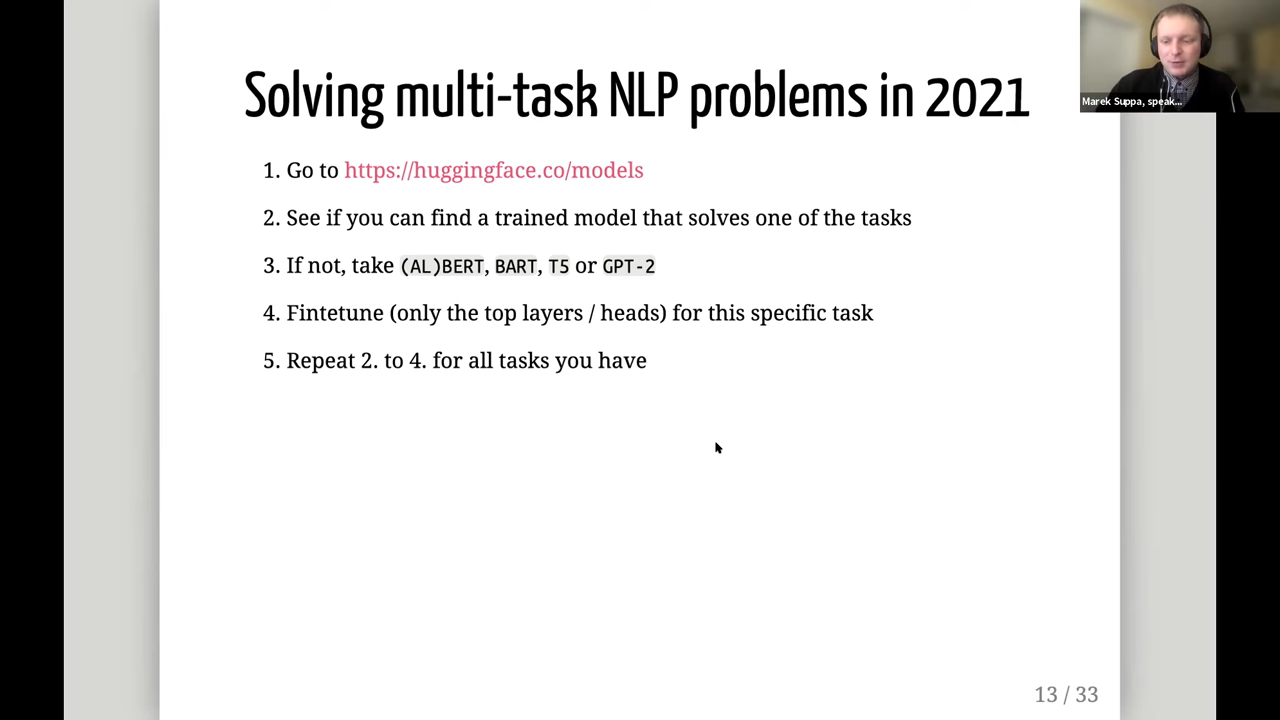 Solving multi-task NLP problems in 2021
Marek Suppa, speak...
1. Go to https://huggingface.co/models
2. See if you can find a trained model that solves one of the tasks
3. If not, take (AL)BERT, BART, T5 or GPT-2
4. Fintetune (only the top layers / heads) for this specific task
5. Repeat 2. to 4. for all tasks you have
13 / 33